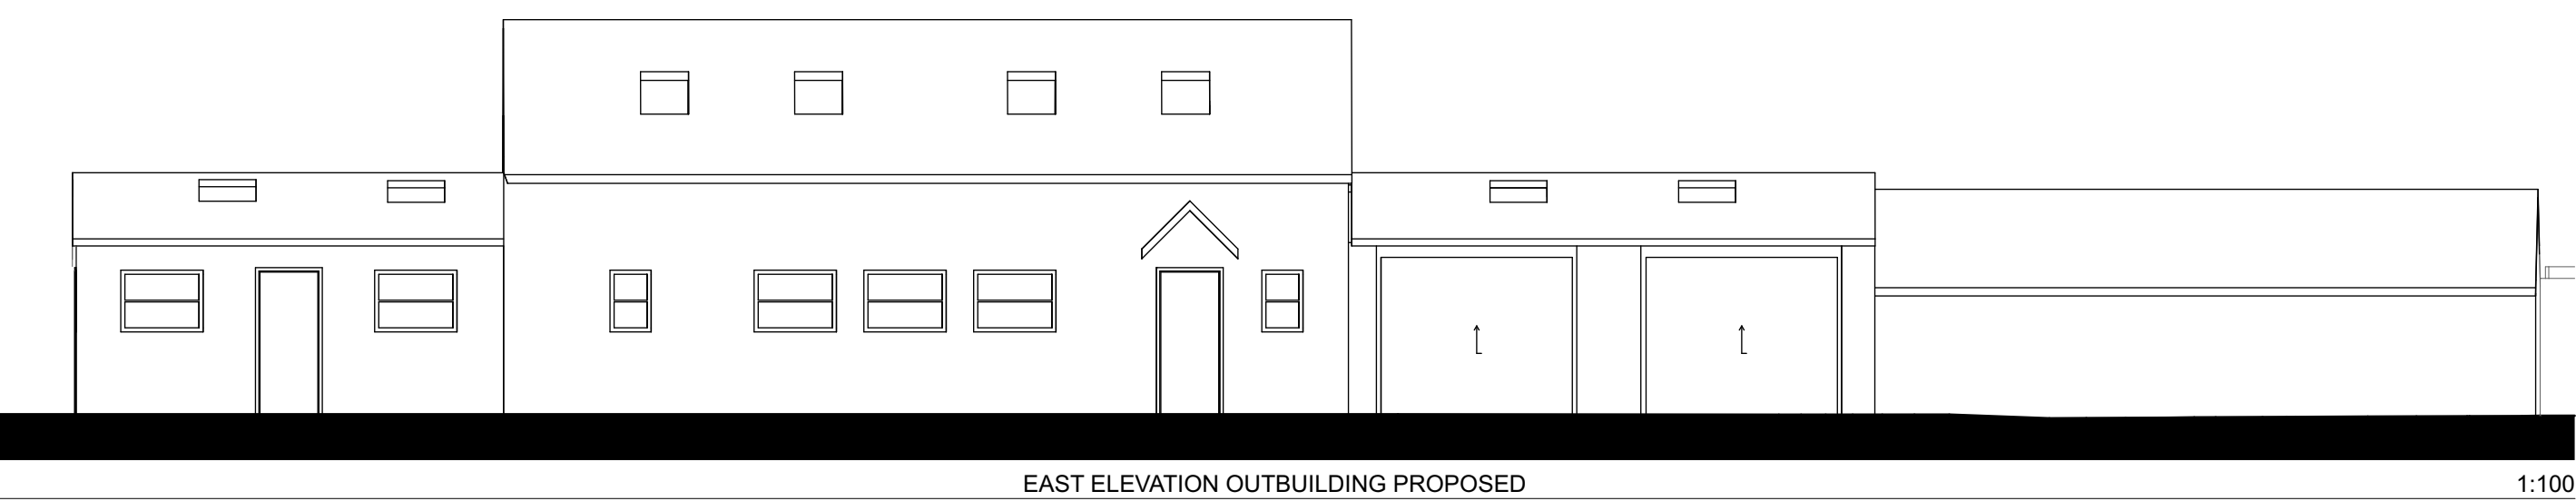 EAST ELEVATION OUTBUILDING PROPOSED
1:100